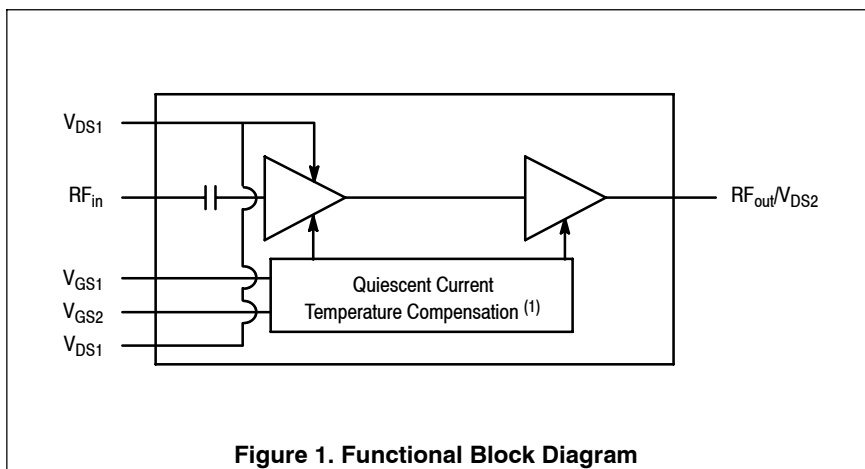 V_DS1
RF_in
RF_out/V_DS2
V_GS1
Quiescent Current
Temperature Compensation (1)
V_GS2
V_DS1
Figure 1. Functional Block Diagram